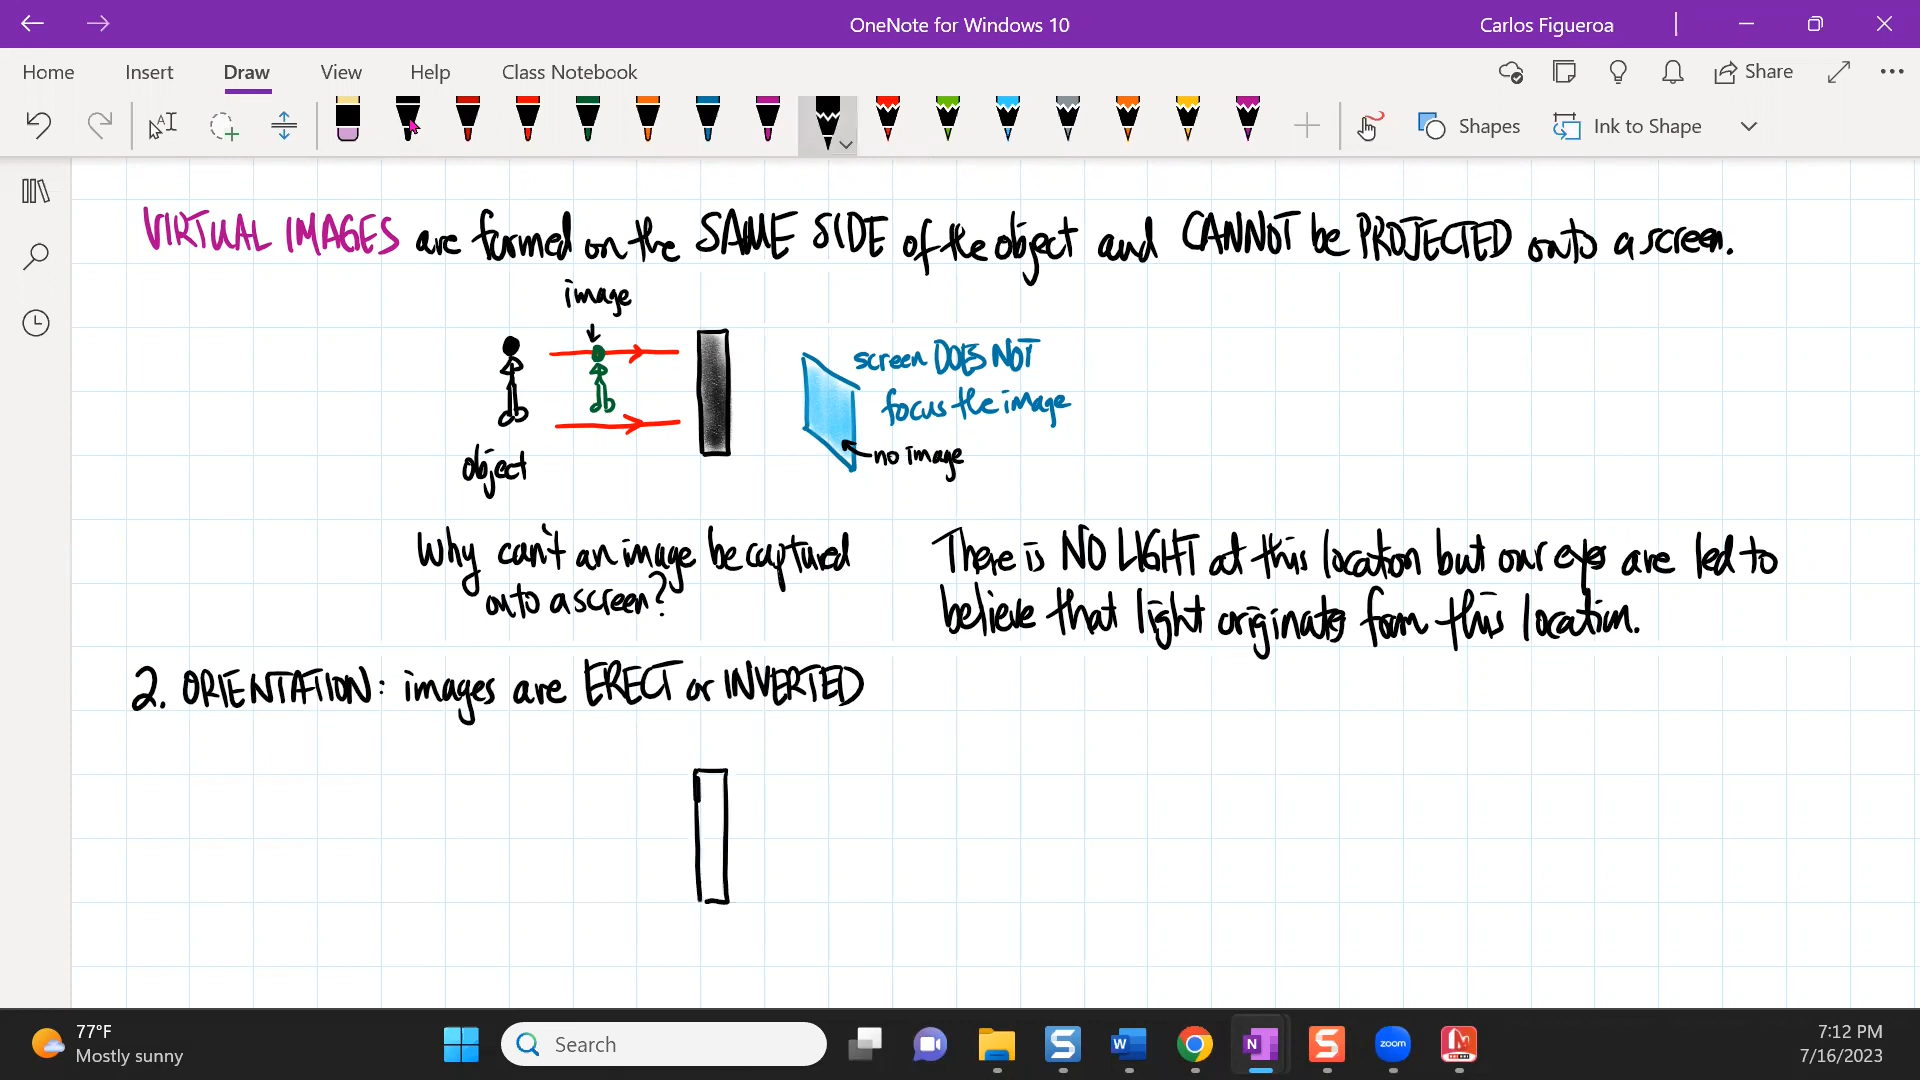 OneNote for Windows 10
Carlos Figueroa
Home Insert Draw View Help Class Notebook
Share
Shapes
Ink to Shape
VIRTUAL IMAGES are formed on the SAME SIDE of the object and CANNOT be PROJECTED onto a screen.
image
screen DOES NOT
focus the image
no image
object
Why can't an image be captured
onto a screen?
There is NO LIGHT at this location but our eyes are led to
believe that light originates from this location.
2. ORIENTATION: images are ERECT or INVERTED
77°F
Mostly sunny
Search
zoom
7:12 PM
7/16/2023